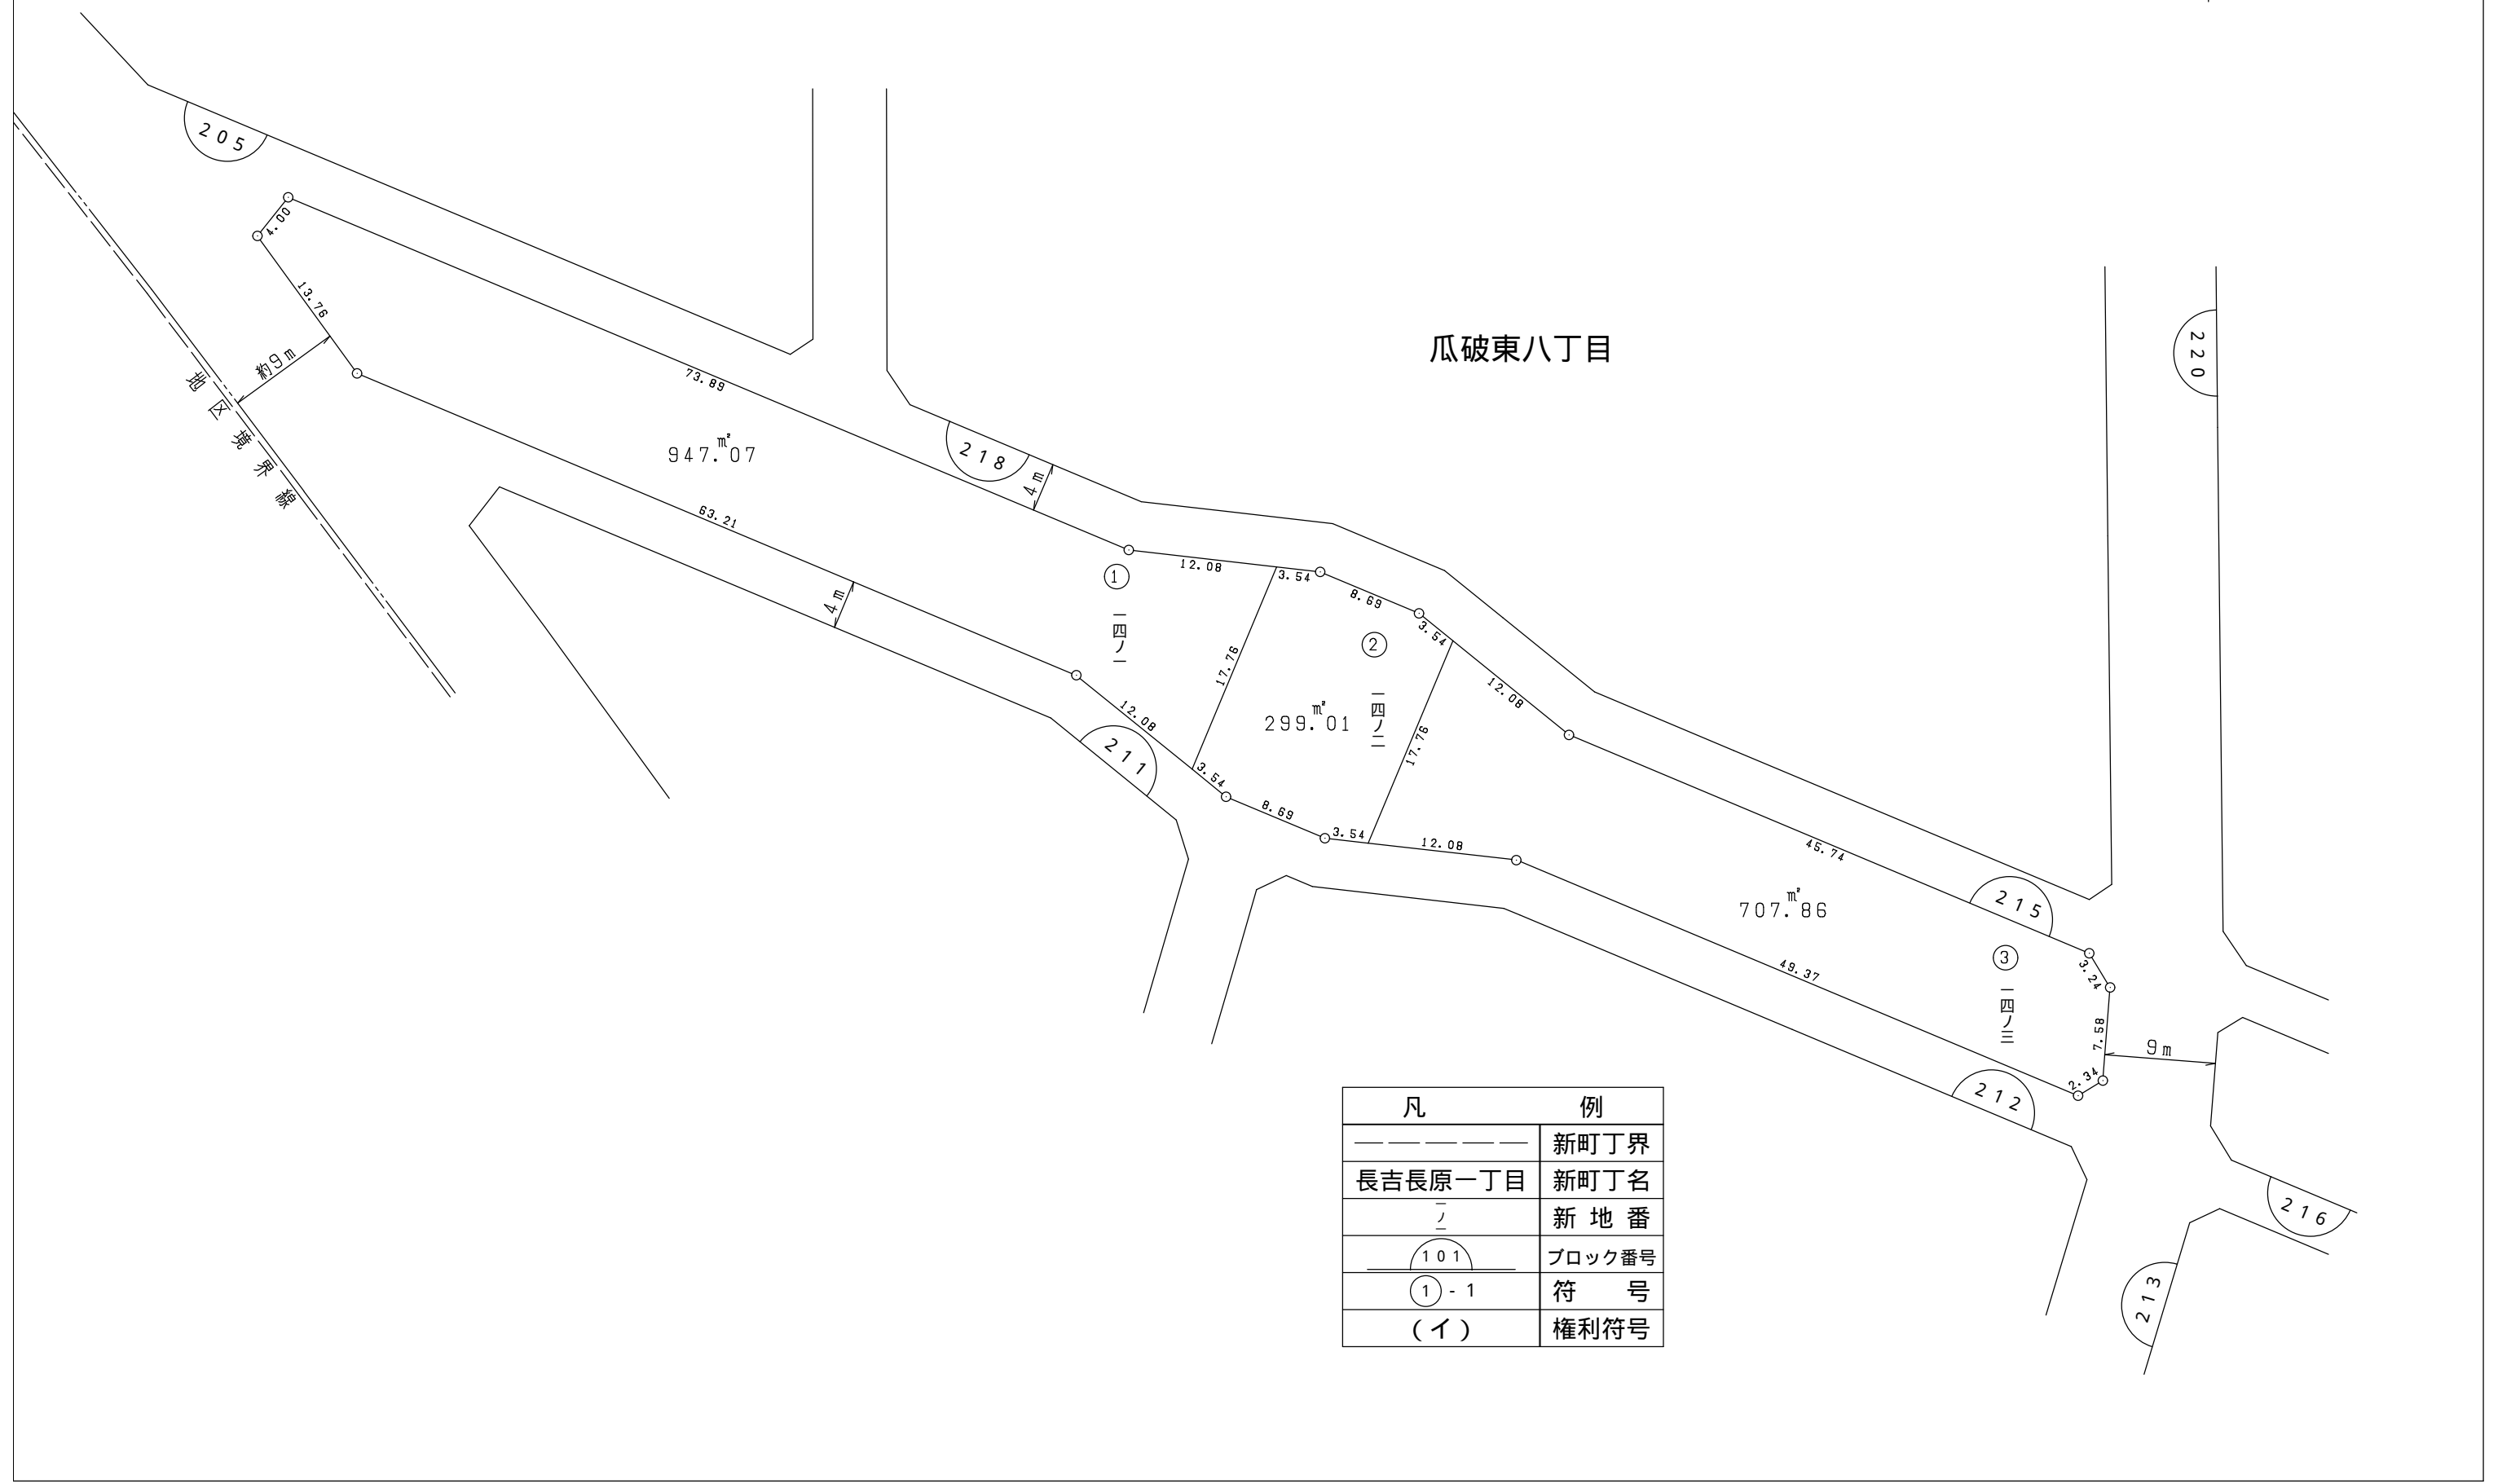 205
4.00
13.76
約9m
地区境界線
73.89
947.07㎡
63.21
瓜破東八丁目
220
218
4m
4m
①
一四ノ一
12.08
3.54
8.69
3.54
②
一四ノ二
17.76
299.01㎡
17.76
12.08
12.08
211
3.54
8.69
3.54
12.08
45.74
707.86㎡
215
49.37
③
一四ノ三
3.24
7.58
9m
2.34
212
216
213
凡 例
新町丁界
長吉長原一丁目 新町丁名
一ノ一 新地番
101 ブロック番号
①-1 符 号
(イ) 権利符号